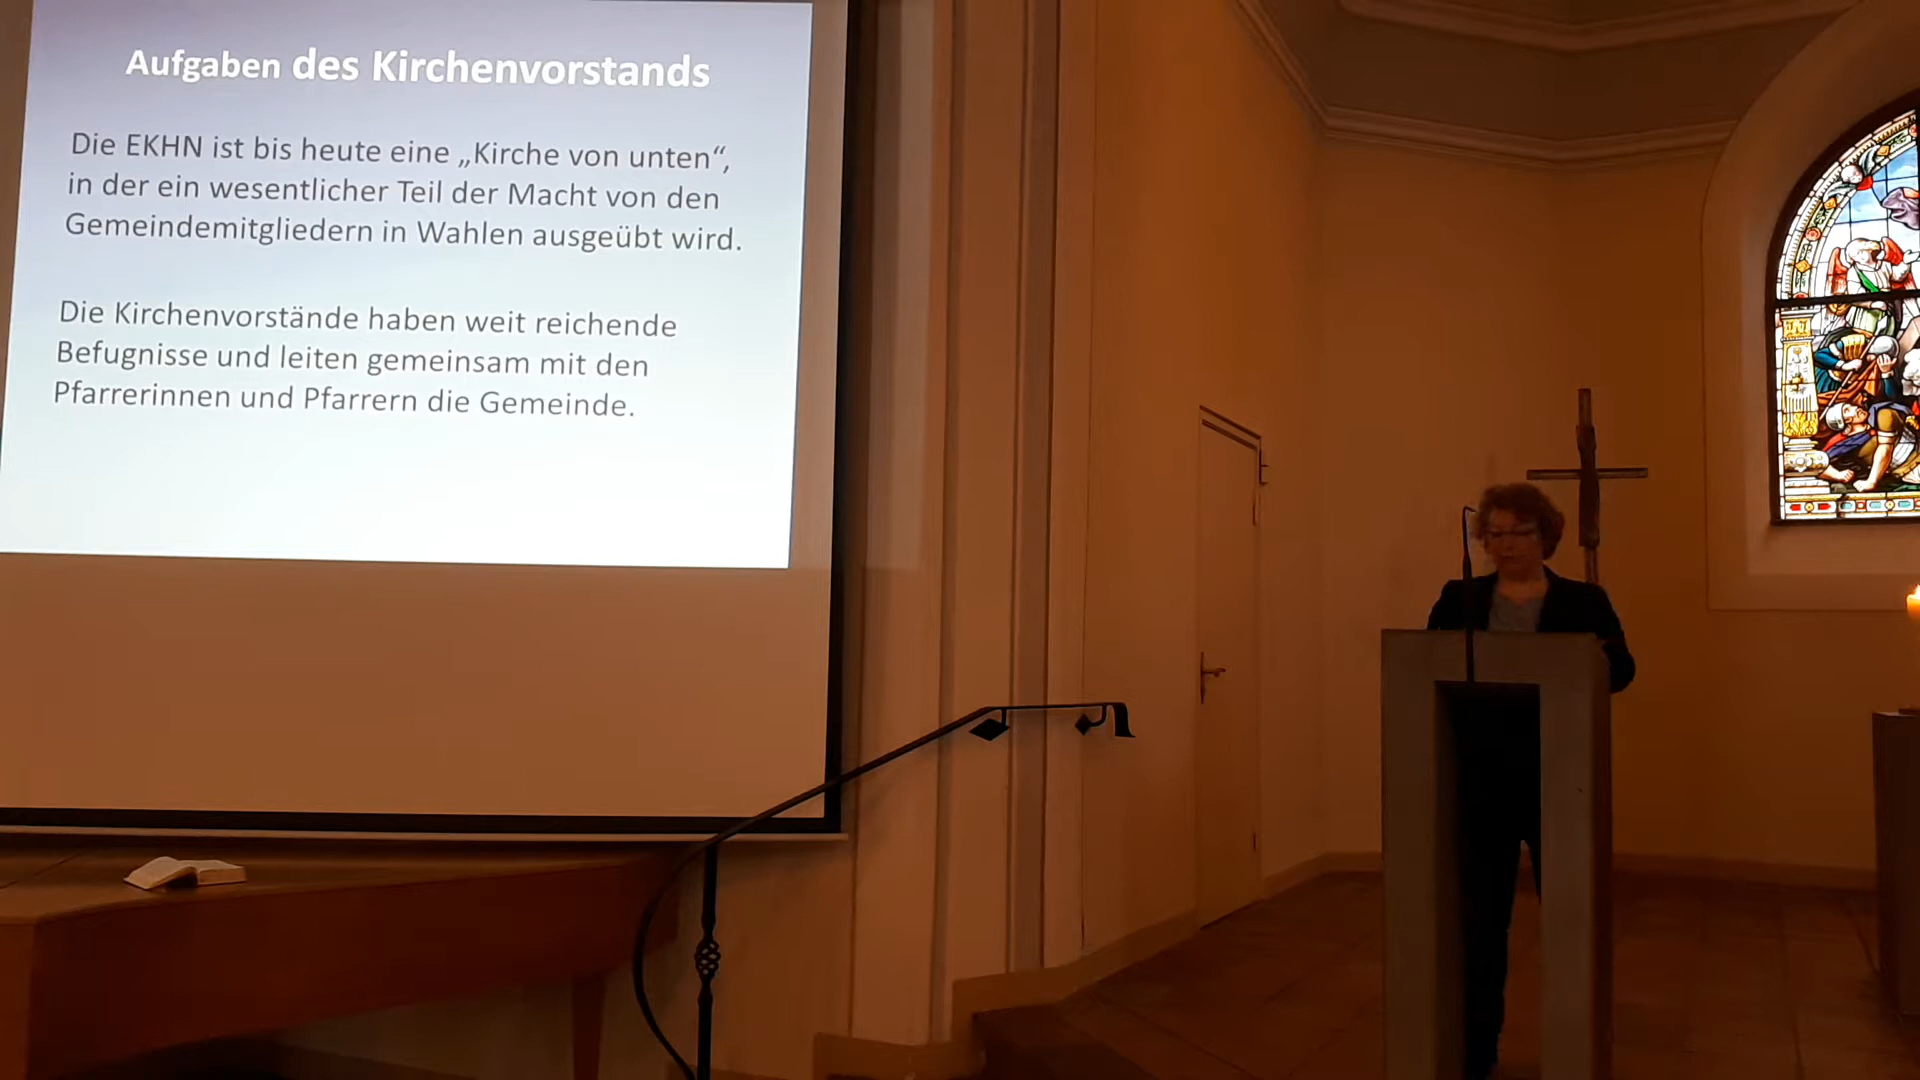 Aufgaben des Kirchenvorstands
Die EKHN ist bis heute eine „Kirche von unten“,
in der ein wesentlicher Teil der Macht von den
Gemeindemitgliedern in Wahlen ausgeübt wird.
Die Kirchenvorstände haben weit reichende
Befugnisse und leiten gemeinsam mit den
Pfarrerinnen und Pfarrern die Gemeinde.